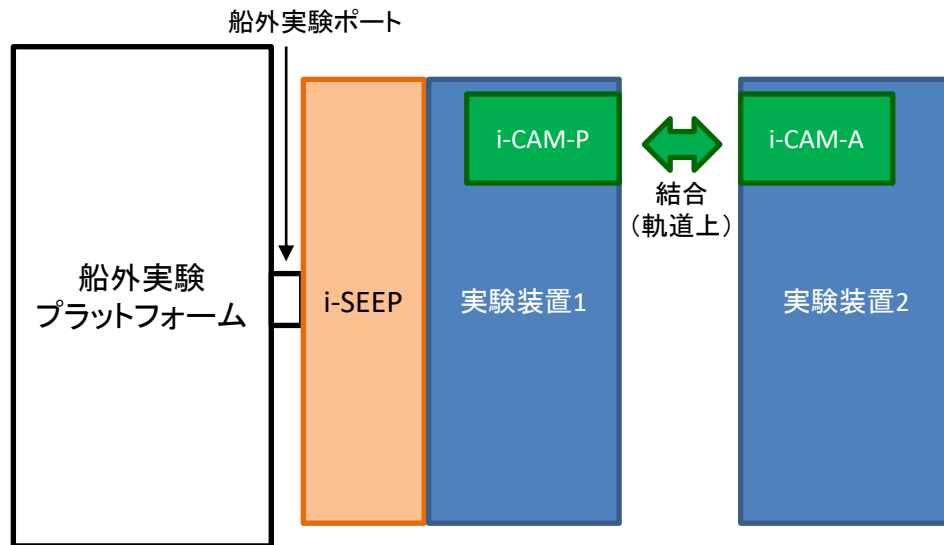 船外実験ポート
i-CAM-P
i-CAM-A
結合
（軌道上）
船外実験
プラットフォーム
i-SEEP
実験装置1
実験装置2